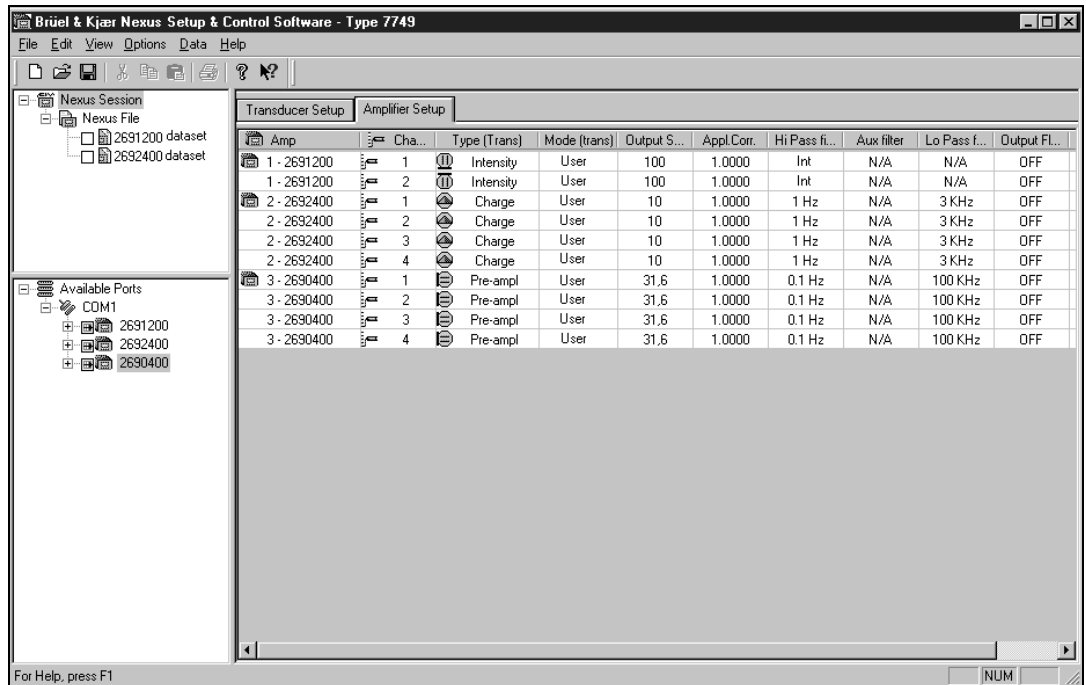 Brüel & Kjær Nexus Setup & Control Software - Type 7749
File Edit View Options Data Help
Nexus Session
Nexus File
2691200 dataset
2692400 dataset
Available Ports
COM1
2691200
2692400
2690400
Transducer Setup Amplifier Setup
Amp Cha... Type (Trans) Mode (trans) Output S... Appl.Corr. Hi Pass fi... Aux filter Lo Pass f... Output Fl...
1 - 2691200 1 Intensity User 100 1.0000 Int N/A N/A OFF
1 - 2691200 2 Intensity User 100 1.0000 Int N/A N/A OFF
2 - 2692400 1 Charge User 10 1.0000 1 Hz N/A 3 KHz OFF
2 - 2692400 2 Charge User 10 1.0000 1 Hz N/A 3 KHz OFF
2 - 2692400 3 Charge User 10 1.0000 1 Hz N/A 3 KHz OFF
2 - 2692400 4 Charge User 10 1.0000 1 Hz N/A 3 KHz OFF
3 - 2690400 1 Pre-ampl User 31,6 1.0000 0.1 Hz N/A 100 KHz OFF
3 - 2690400 2 Pre-ampl User 31,6 1.0000 0.1 Hz N/A 100 KHz OFF
3 - 2690400 3 Pre-ampl User 31,6 1.0000 0.1 Hz N/A 100 KHz OFF
3 - 2690400 4 Pre-ampl User 31,6 1.0000 0.1 Hz N/A 100 KHz OFF
For Help, press F1
NUM